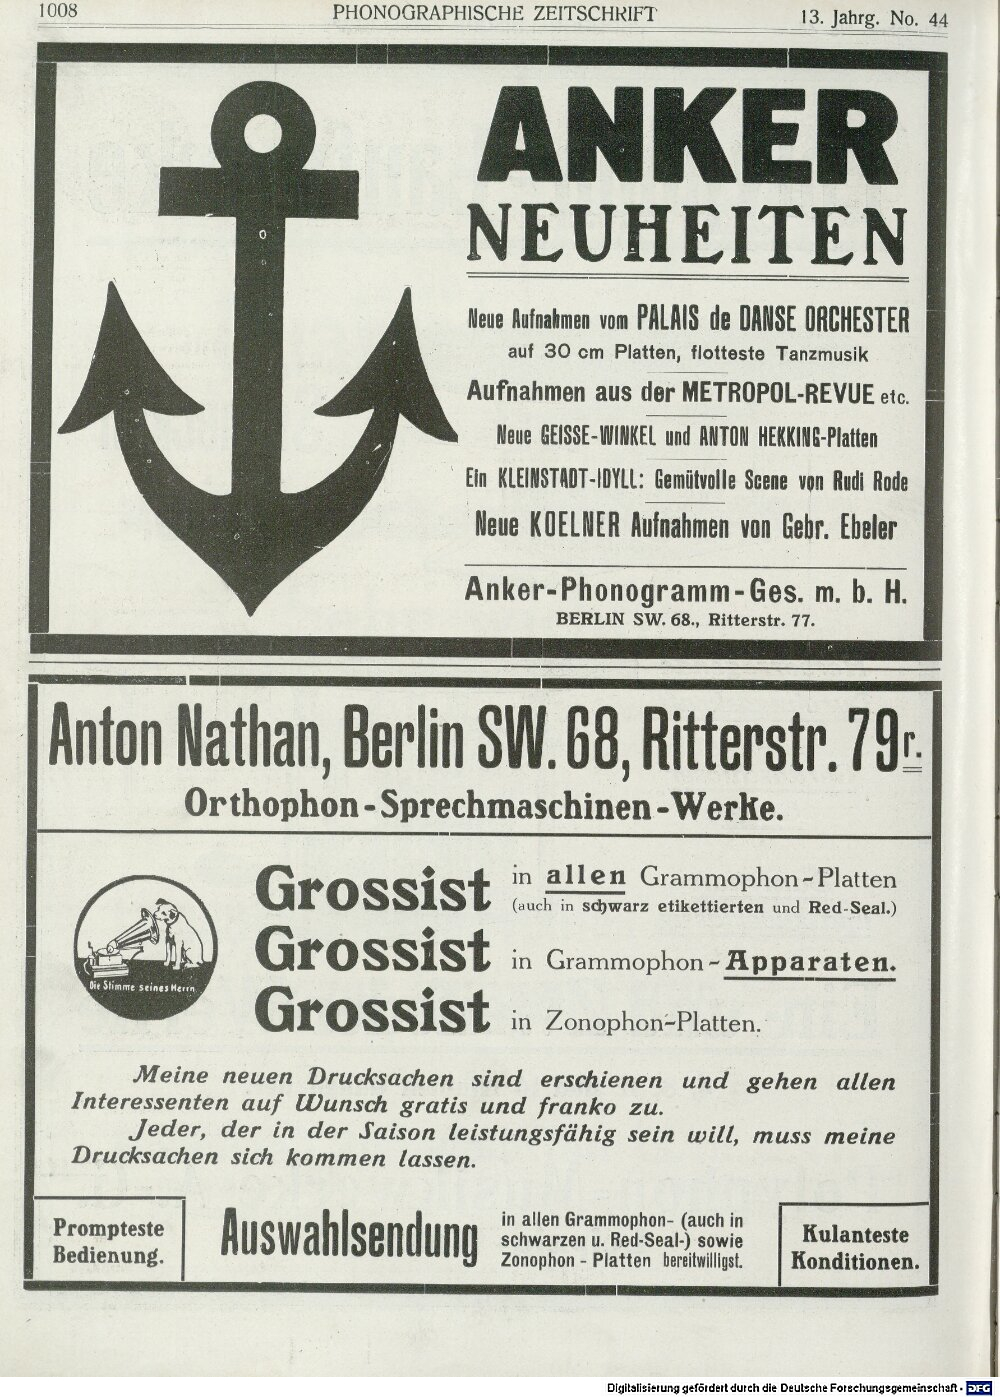 1008
PHONOGRAPHISCHE ZEITSCHRIFT
13. Jahrg. No. 44
ANKER
NEUHEITEN
Neue Aufnahmen vom PALAIS de DANSE ORCHESTER
auf 30 cm Platten, flotteste Tanzmusik
Aufnahmen aus der METROPOL-REVUE etc.
Neue GEISSE-WINKEL und ANTON HEKKING-Platten
Ein KLEINSTADT-IDYLL: Gemütvolle Scene von Rudi Rode
Neue KOELNER Aufnahmen von Gebr. Ebeler
Anker-Phonogramm-Ges. m. b. H.
BERLIN SW. 68., Ritterstr. 77.
Anton Nathan, Berlin SW. 68, Ritterstr. 79r.
Orthophon-Sprechmaschinen-Werke.
Die Stimme seines Herrn
Grossist in allen Grammophon-Platten
(auch in schwarz etikettierten und Red-Seal.)
Grossist in Grammophon-Apparaten.
Grossist in Zonophon-Platten.
Meine neuen Drucksachen sind erschienen und gehen allen
Interessenten auf Wunsch gratis und franko zu.
Jeder, der in der Saison leistungsfähig sein will, muss meine
Drucksachen sich kommen lassen.
Prompteste
Bedienung.
Auswahlsendung
in allen Grammophon- (auch in
schwarzen u. Red-Seal-) sowie
Zonophon - Platten bereitwilligst.
Kulanteste
Konditionen.
Digitalisierung gefördert durch die Deutsche Forschungsgemeinschaft - DFG